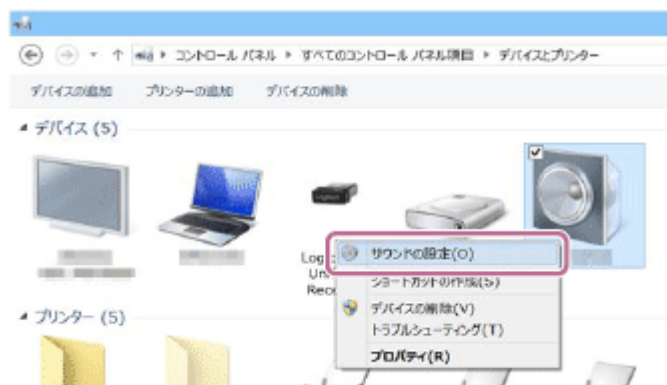 コントロール パネル ▸ すべてのコントロール パネル項目 ▸ デバイスとプリンター
デバイスの追加 プリンターの追加 デバイスの削除
デバイス (5)
Log
Un
Rece
サウンドの設定(O)
ショートカットの作成(S)
デバイスの削除(V)
トラブルシューティング(T)
プロパティ(R)
プリンター (5)